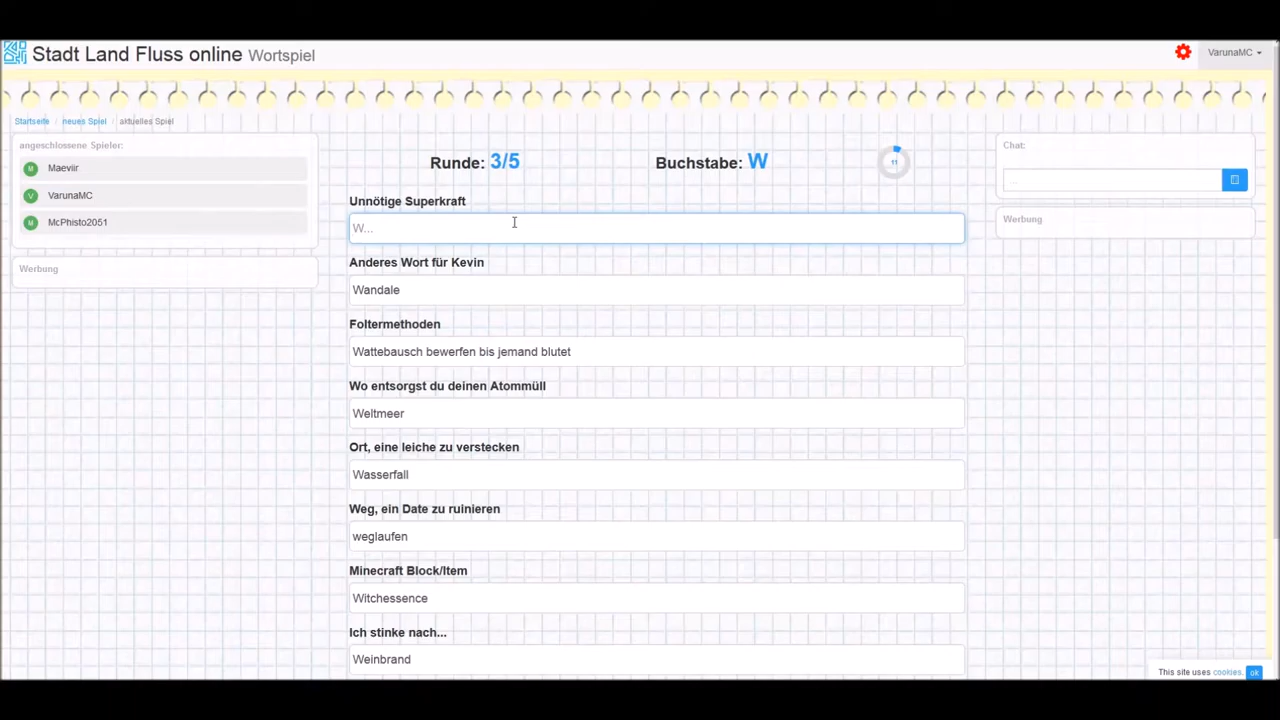 Stadt Land Fluss online Wortspiel
VarunaMC
Startseite / neues Spiel / aktuelles Spiel
angeschlossene Spieler:
M Maeviir
V VarunaMC
M McPhisto2051
Werbung
Runde: 3/5
Buchstabe: W
11
Unnötige Superkraft
W...
Anderes Wort für Kevin
Wandale
Foltermethoden
Wattebausch bewerfen bis jemand blutet
Wo entsorgst du deinen Atommüll
Weltmeer
Ort, eine leiche zu verstecken
Wasserfall
Weg, ein Date zu ruinieren
weglaufen
Minecraft Block/Item
Witchessence
Ich stinke nach...
Weinbrand
Chat:
...
Werbung
This site uses cookies. ok